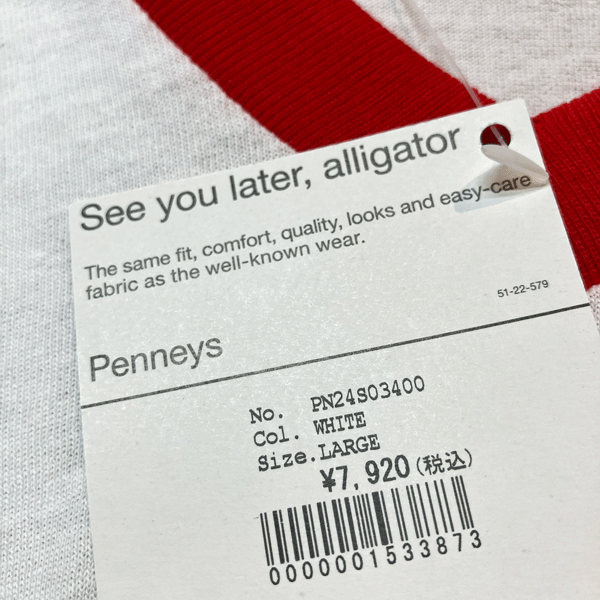 See you later, alligator
The same fit, comfort, quality, looks and easy-care
fabric as the well-known wear.
51-22-579
Penneys
No. PN24S03400
Col. WHITE
Size.LARGE
¥7,920(税込)
0000001533873